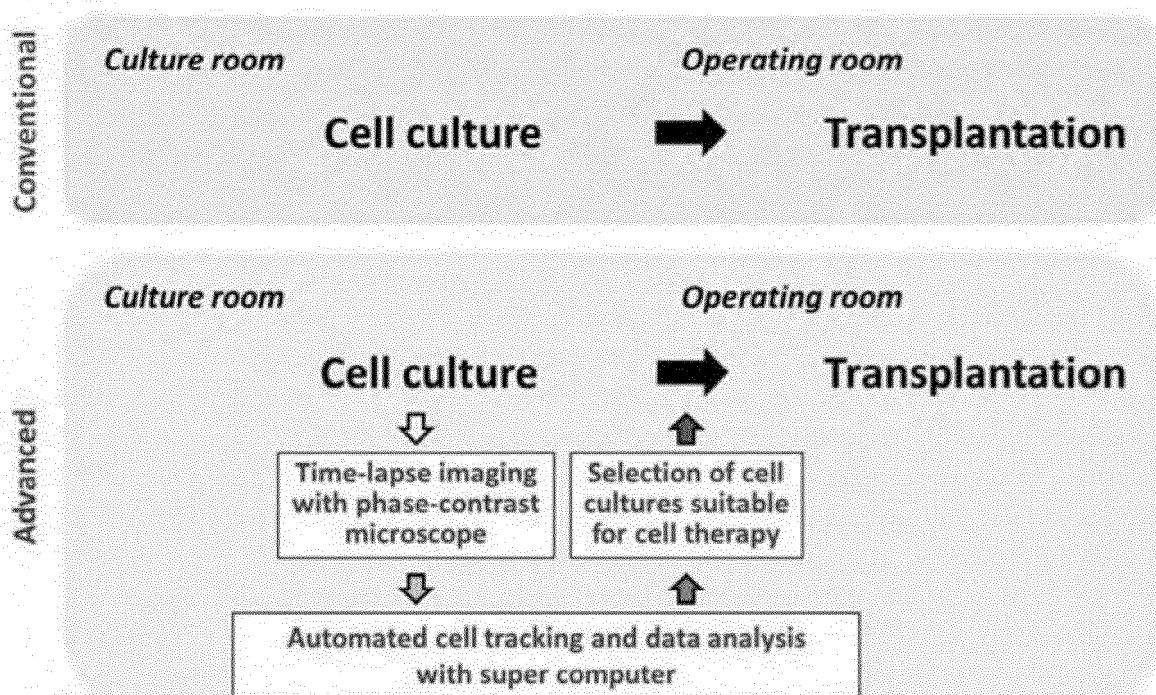 Conventional
Culture room
Operating room
Cell culture
Transplantation
Advanced
Culture room
Operating room
Cell culture
Transplantation
Time-lapse imaging
with phase-contrast
microscope
Selection of cell
cultures suitable
for cell therapy
Automated cell tracking and data analysis
with super computer